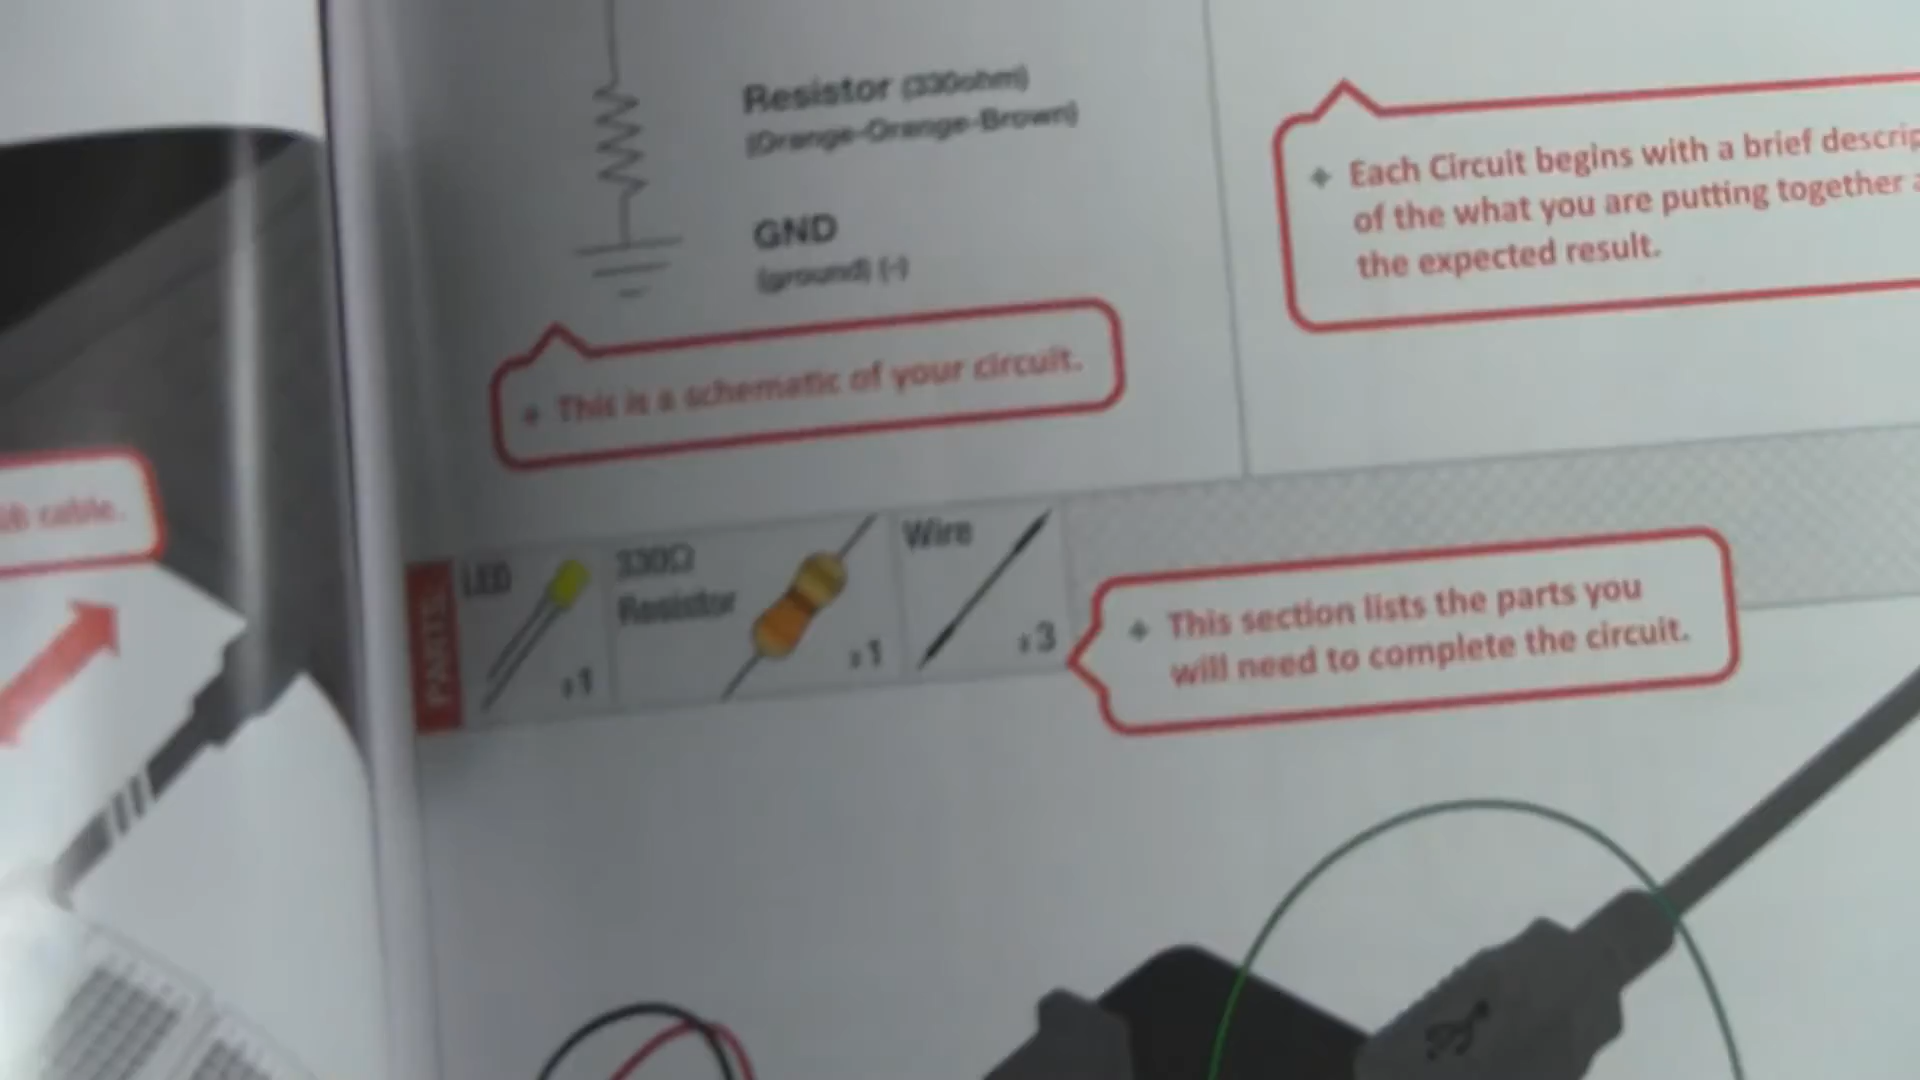 Resistor (330ohm)
(Orange-Orange-Brown)
GND
(ground) (-)
+ This is a schematic of your circuit.
+ Each Circuit begins with a brief descrip
of the what you are putting together a
the expected result.
cable.
PARTS
LED
x1
330Ω
Resistor
x1
Wire
x3
+ This section lists the parts you
will need to complete the circuit.